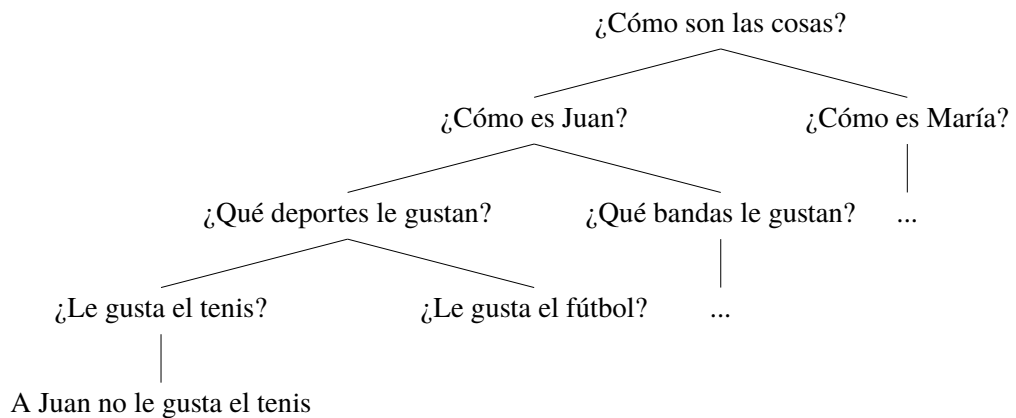 ¿Cómo son las cosas?
¿Cómo es Juan?
¿Cómo es María?
¿Qué deportes le gustan?
¿Qué bandas le gustan?
...
¿Le gusta el tenis?
¿Le gusta el fútbol?
...
A Juan no le gusta el tenis